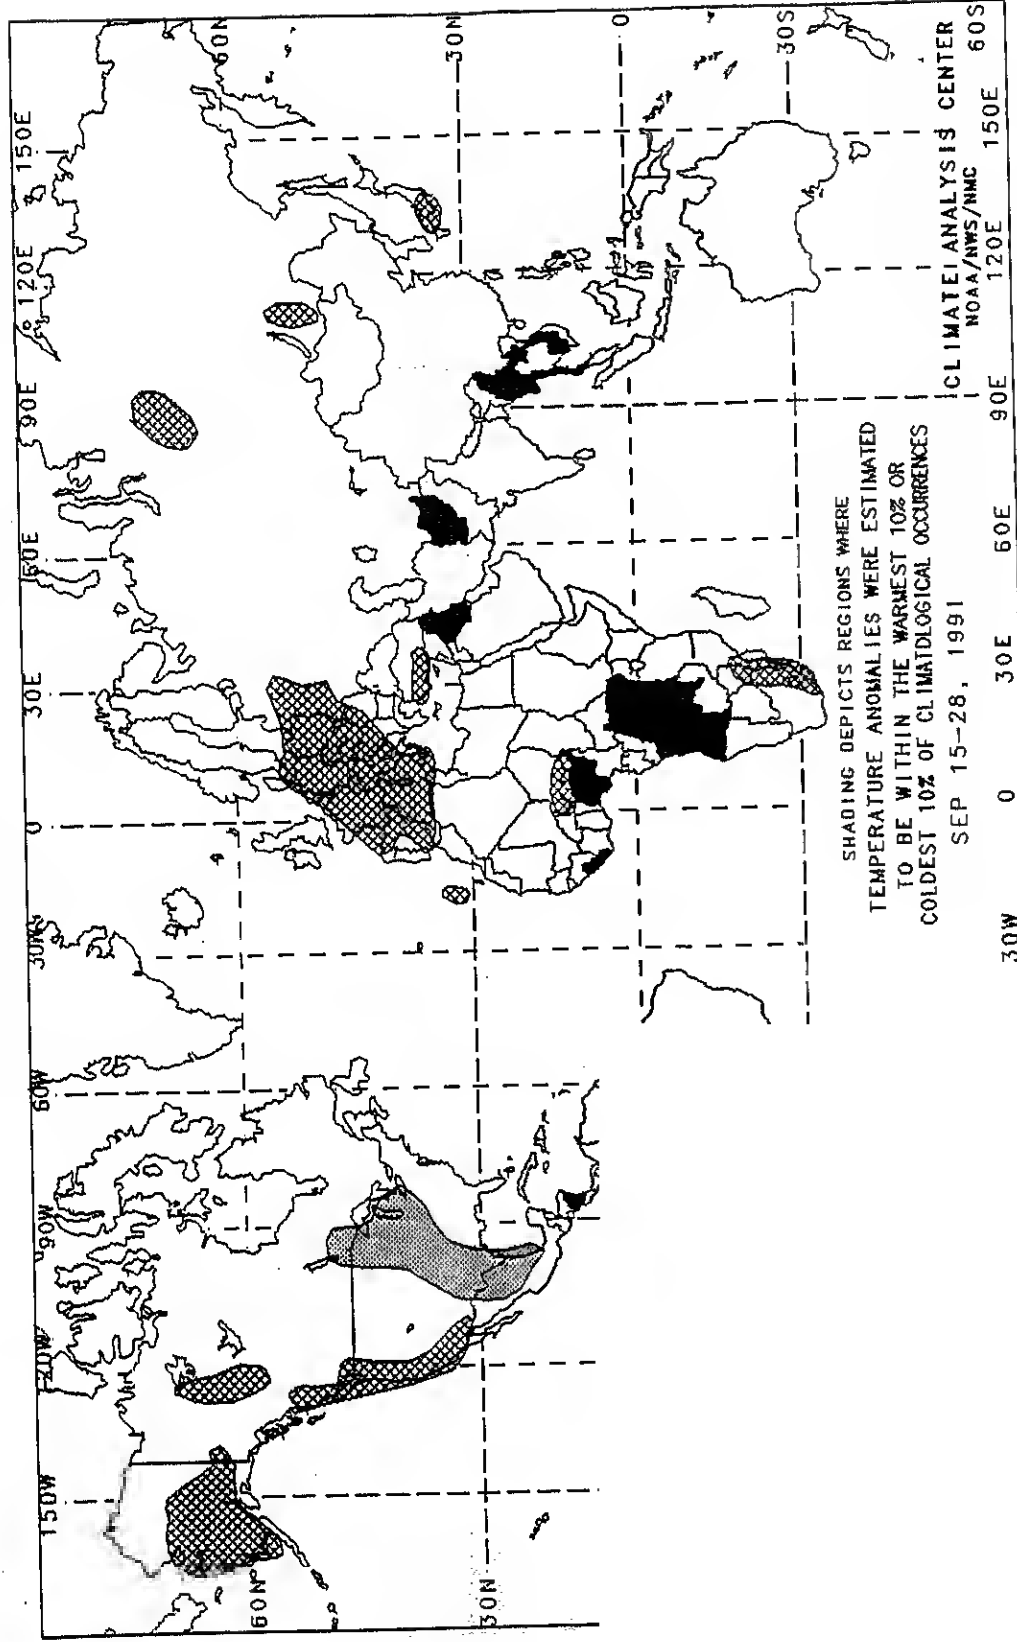 150W
120W
90W
60W
30W
0
30E
60E
90E
120E
150E
60N
60N
30N
30N
0
30S
60S
SHADING DEPICTS REGIONS WHERE
TEMPERATURE ANOMALIES WERE ESTIMATED
TO BE WITHIN THE WARMEST 10% OR
COLDEST 10% OF CLIMATOLOGICAL OCCURRENCES
SEP 15-28, 1991
CLIMATE ANALYSIS CENTER
NOAA/NWS/NMC
30W
0
30E
60E
90E
120E
150E